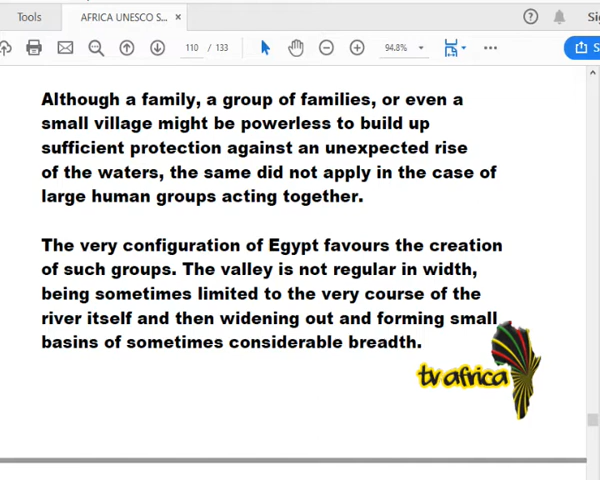 Tools
AFRICA UNESCO S... ×
110 / 133
94.8%
Although a family, a group of families, or even a
small village might be powerless to build up
sufficient protection against an unexpected rise
of the waters, the same did not apply in the case of
large human groups acting together.
The very configuration of Egypt favours the creation
of such groups. The valley is not regular in width,
being sometimes limited to the very course of the
river itself and then widening out and forming small
basins of sometimes considerable breadth.
tv africa